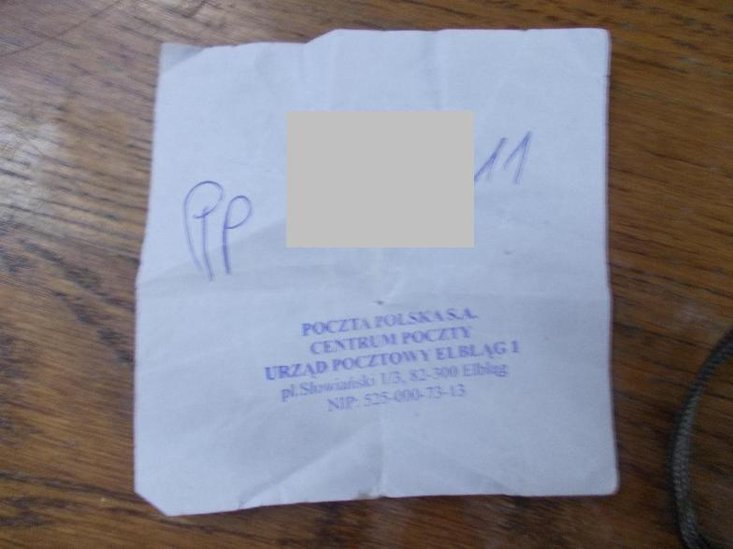 PP 11
POCZTA POLSKA S.A.
CENTRUM POCZTY
URZĄD POCZTOWY ELBLĄG 1
pl.Słowiański 1/3, 82-300 Elbląg
NIP: 525-000-73-13